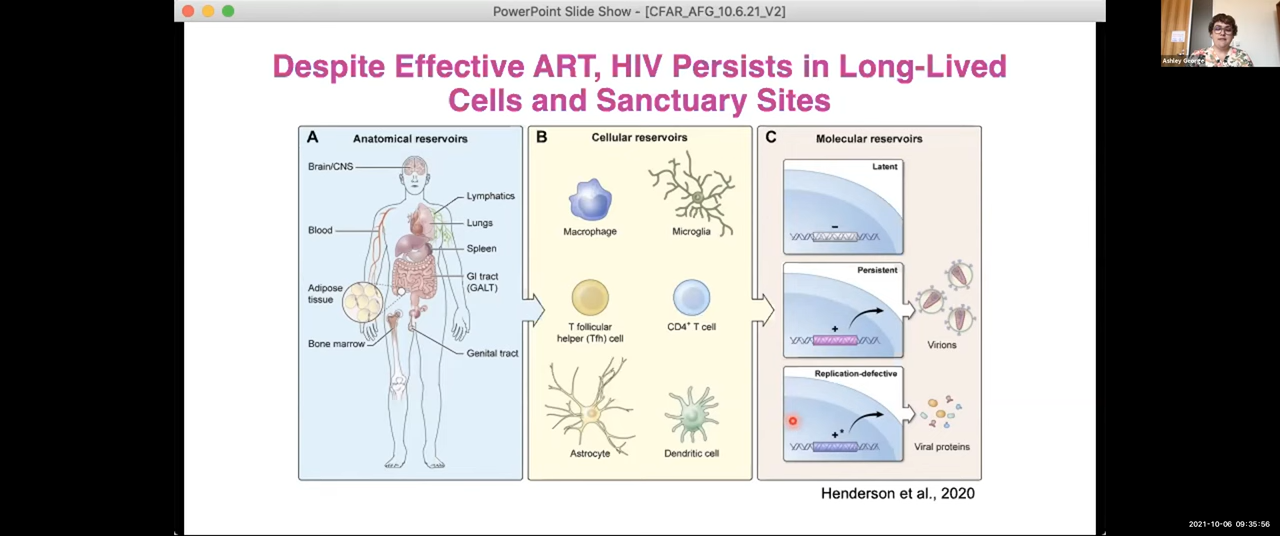 PowerPoint Slide Show - [CFAR_AFG_10.6.21_V2]
Ashley George
Despite Effective ART, HIV Persists in Long-Lived
Cells and Sanctuary Sites
A
Anatomical reservoirs
Brain/CNS
Lymphatics
Lungs
Blood
Spleen
GI tract
(GALT)
Adipose
tissue
Bone marrow
Genital tract
B
Cellular reservoirs
Macrophage
Microglia
T follicular
helper (Tfh) cell
CD4⁺ T cell
Astrocyte
Dendritic cell
C
Molecular reservoirs
Latent
−
Persistent
+
Virions
Replication-defective
+*
Viral proteins
Henderson et al., 2020
2021-10-06 09:35:56